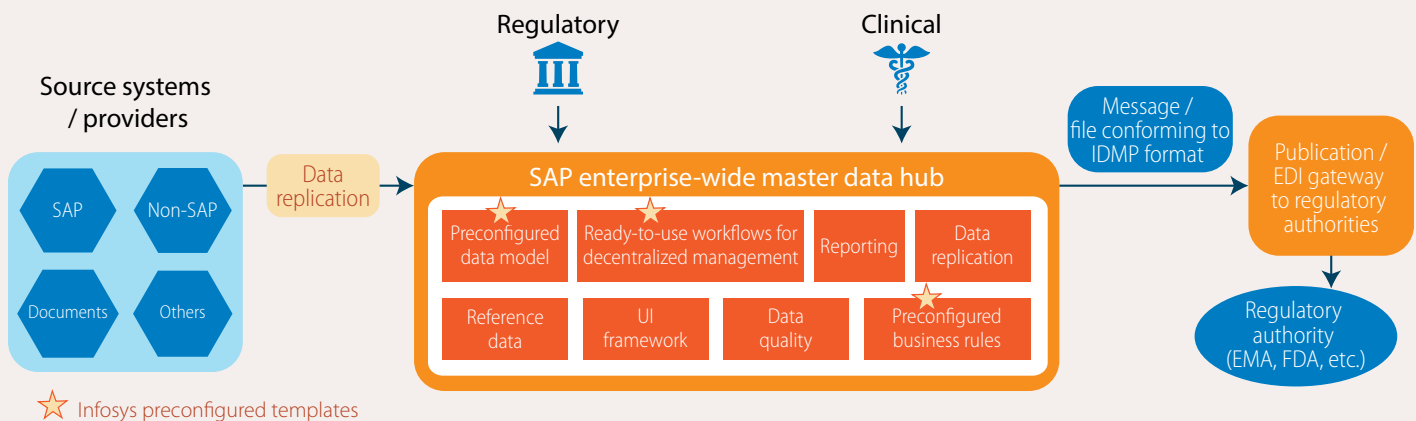 Regulatory
Clinical
Source systems
/ providers
SAP
Non-SAP
Documents
Others
Data
replication
SAP enterprise-wide master data hub
Preconfigured
data model
Ready-to-use workflows for
decentralized management
Reporting
Data
replication
Reference
data
UI
framework
Data
quality
Preconfigured
business rules
Message /
file conforming to
IDMP format
Publication /
EDI gateway
to regulatory
authorities
Regulatory
authority
(EMA, FDA, etc.)
Infosys preconfigured templates